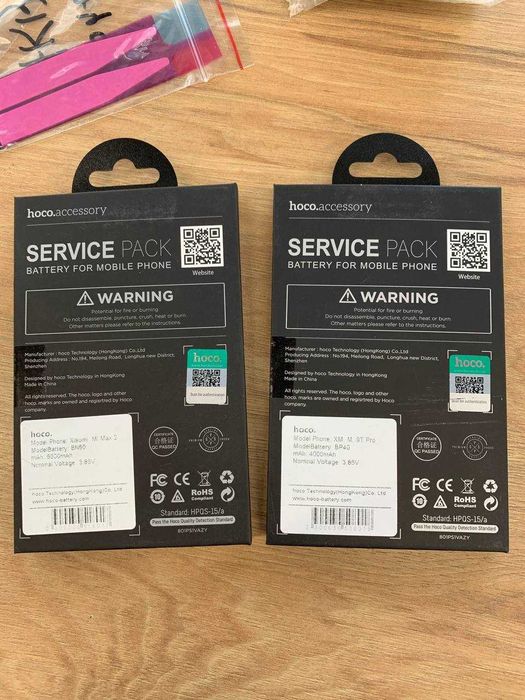 hoco.accessory
SERVICE PACK
BATTERY FOR MOBILE PHONE
Website
WARNING
Potential for fire or burning
Do not disassemble, puncture, crush, heat or burn
Other matters please refer to the instructions
Manufacturer : hoco Technology (HongKong) Co.,Ltd
Producing Address : No.194, Meilong Road, Longhua new District,
Shenzhen
Designed by hoco Technology in HongKong
Made in China
All rights reserved. The hoco. logo and other
hoco. marks are owned and registrfred by Hoco
company.
hoco.
hoco.
Model Phone: Xiaomi Mi Max 2
ModelBattery BN50
mAh
Nominal Voltage 3.85V
hoco Technology(HongKong)Co. Ltd
www.hoco-battery.com
合格证
FC CE
10
RoHS
Compliant
Standard: HPQS-15/a
Pass the Hoco Quality Detection Standard
801PSIVAZY
hoco.accessory
SERVICE PACK
BATTERY FOR MOBILE PHONE
Website
WARNING
Potential for fire or burning
Do not disassemble, puncture, crush, heat or burn
Other matters please refer to the instructions
Manufacturer : hoco Technology (HongKong) Co.,Ltd
Producing Address : No.194, Meilong Road, Longhua new District,
Shenzhen
Designed by hoco Technology in HongKong
Made in China
All rights reserved. The hoco. logo and other
hoco. marks are owned and registrfred by Hoco
company.
hoco.
hoco.
Model Phone: XM 9T Pro
ModelBattery BP40
mAh 4000mAh
Nominal Voltage 3.85V
hoco Technology(HongKong)Co. Ltd
www.hoco-battery.com
合格证
FC CE
10
RoHS
Compliant
Standard: HPQS-15/a
Pass the Hoco Quality Detection Standard
801PSIVAZY